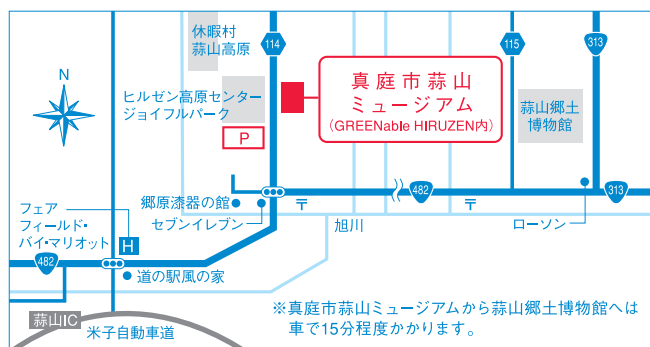 休暇村
蒜山高原
114
115
313
N
ヒルゼン高原センター
ジョイフルパーク
P
真庭市蒜山
ミュージアム
（GREENable HIRUZEN内）
蒜山郷土
博物館
482
313
郷原漆器の館
セブンイレブン
〒
旭川
〒
ローソン
フェア
フィールド・
バイ・マリオット
H
482
道の駅風の家
蒜山IC
米子自動車道
※真庭市蒜山ミュージアムから蒜山郷土博物館へは
車で15分程度かかります。